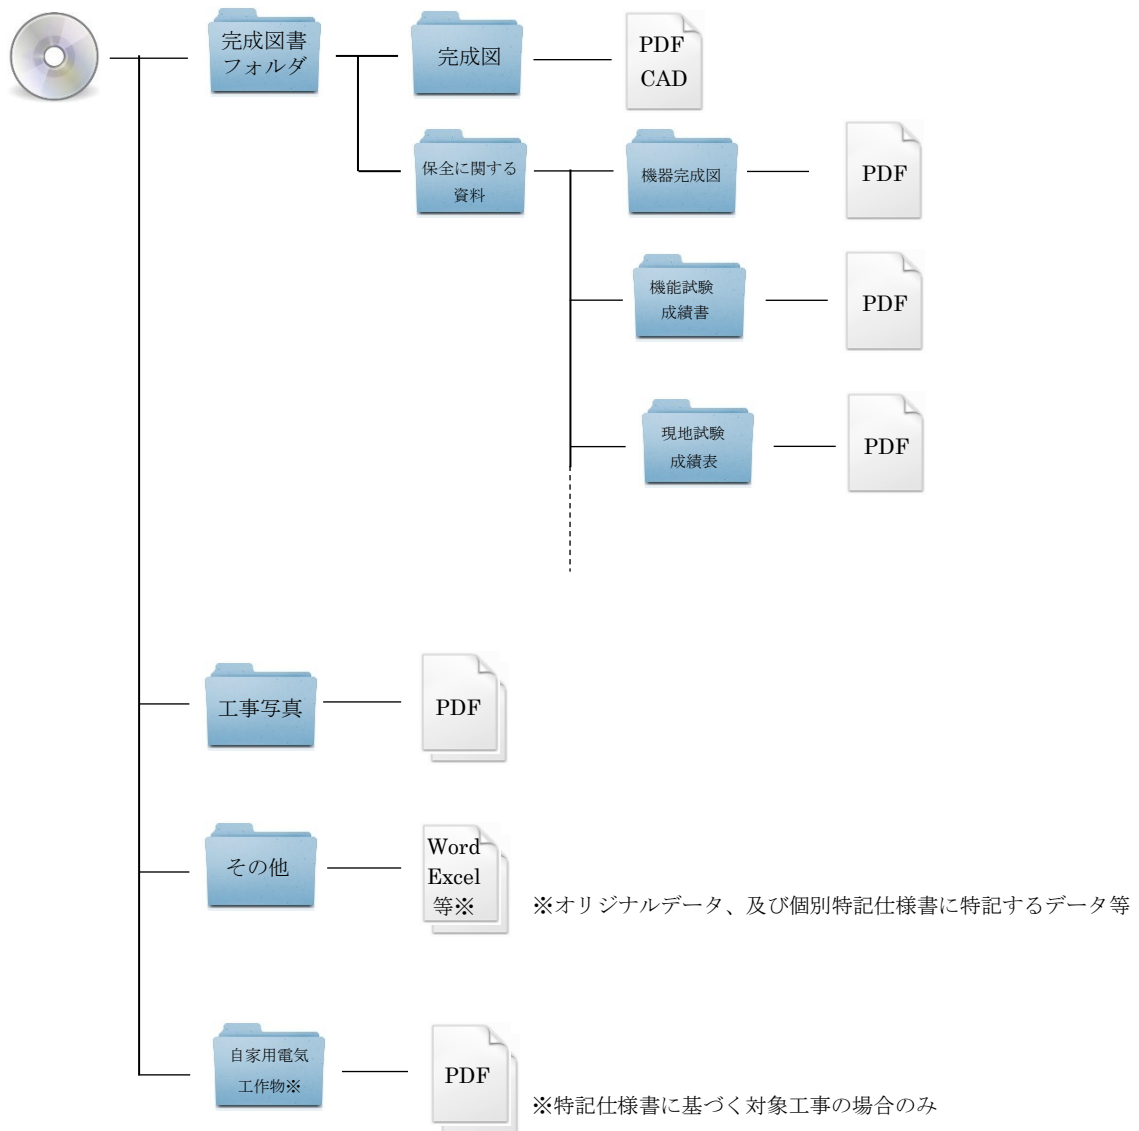 完成図書
フォルダ
完成図
PDF
CAD
保全に関する
資料
機器完成図
PDF
機能試験
成績書
PDF
現地試験
成績表
PDF
工事写真
PDF
その他
Word
Excel
等※
※オリジナルデータ、及び個別特記仕様書に特記するデータ等
自家用電気
工作物※
PDF
※特記仕様書に基づく対象工事の場合のみ